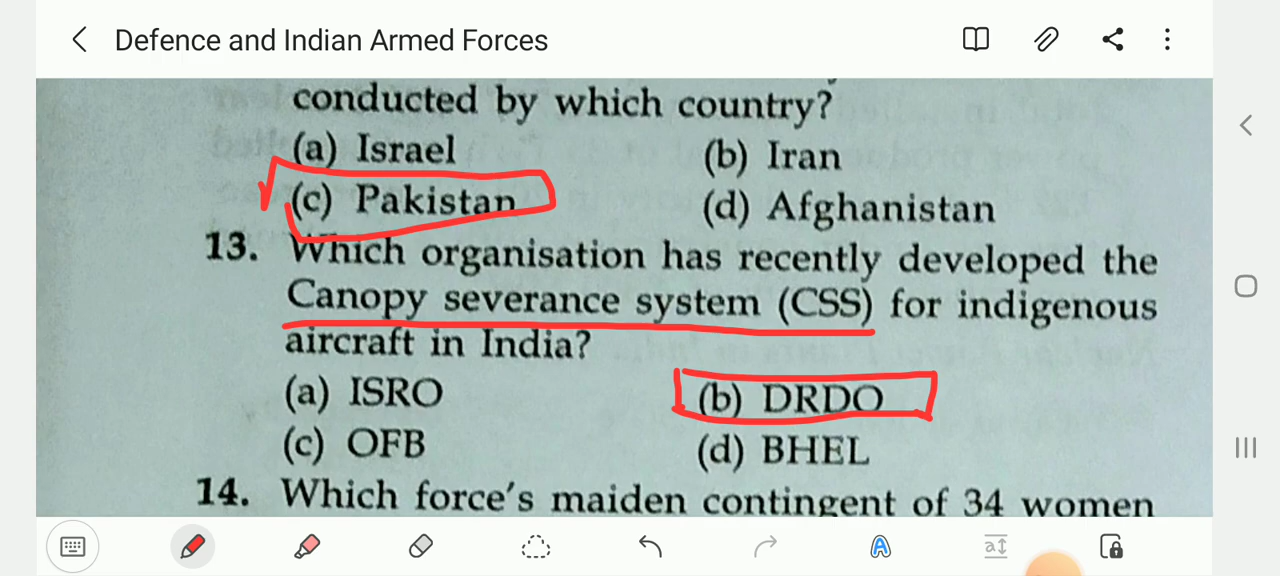 Defence and Indian Armed Forces
conducted by which country?
(a) Israel (b) Iran
(c) Pakistan (d) Afghanistan
13. Which organisation has recently developed the
Canopy severance system (CSS) for indigenous
aircraft in India?
(a) ISRO (b) DRDO
(c) OFB (d) BHEL
14. Which force's maiden contingent of 34 women